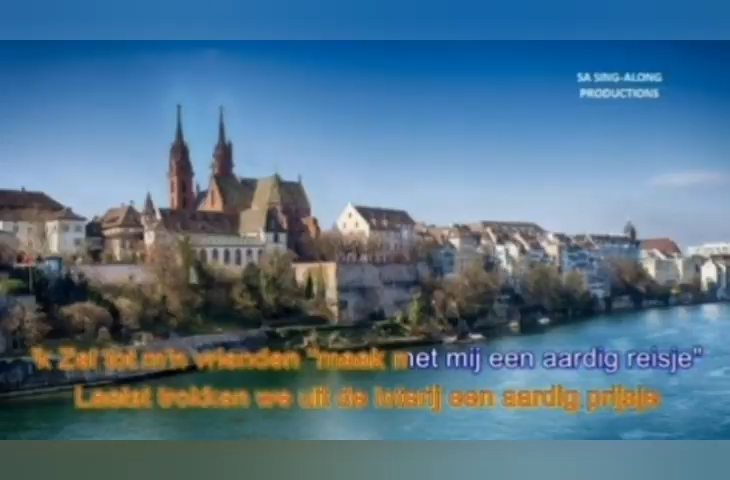 SA SING-ALONG
PRODUCTIONS
'k Zei tot m'n vrienden "maak met mij een aardig reisje"
Laatst trokken we uit de loterij een aardig prijsje